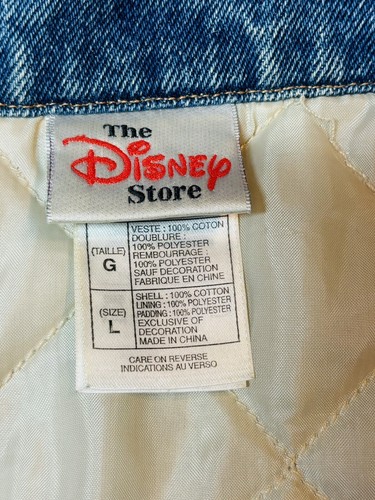 The
Disney
Store
(TAILLE)
G
VESTE : 100% COTON
DOUBLURE :
100% POLYESTER
REMBOURRAGE :
100% POLYESTER
SAUF DECORATION
FABRIQUE EN CHINE
(SIZE)
L
SHELL : 100% COTTON
LINING : 100% POLYESTER
PADDING : 100% POLYESTER
EXCLUSIVE OF
DECORATION
MADE IN CHINA
CARE ON REVERSE
INDICATIONS AU VERSO